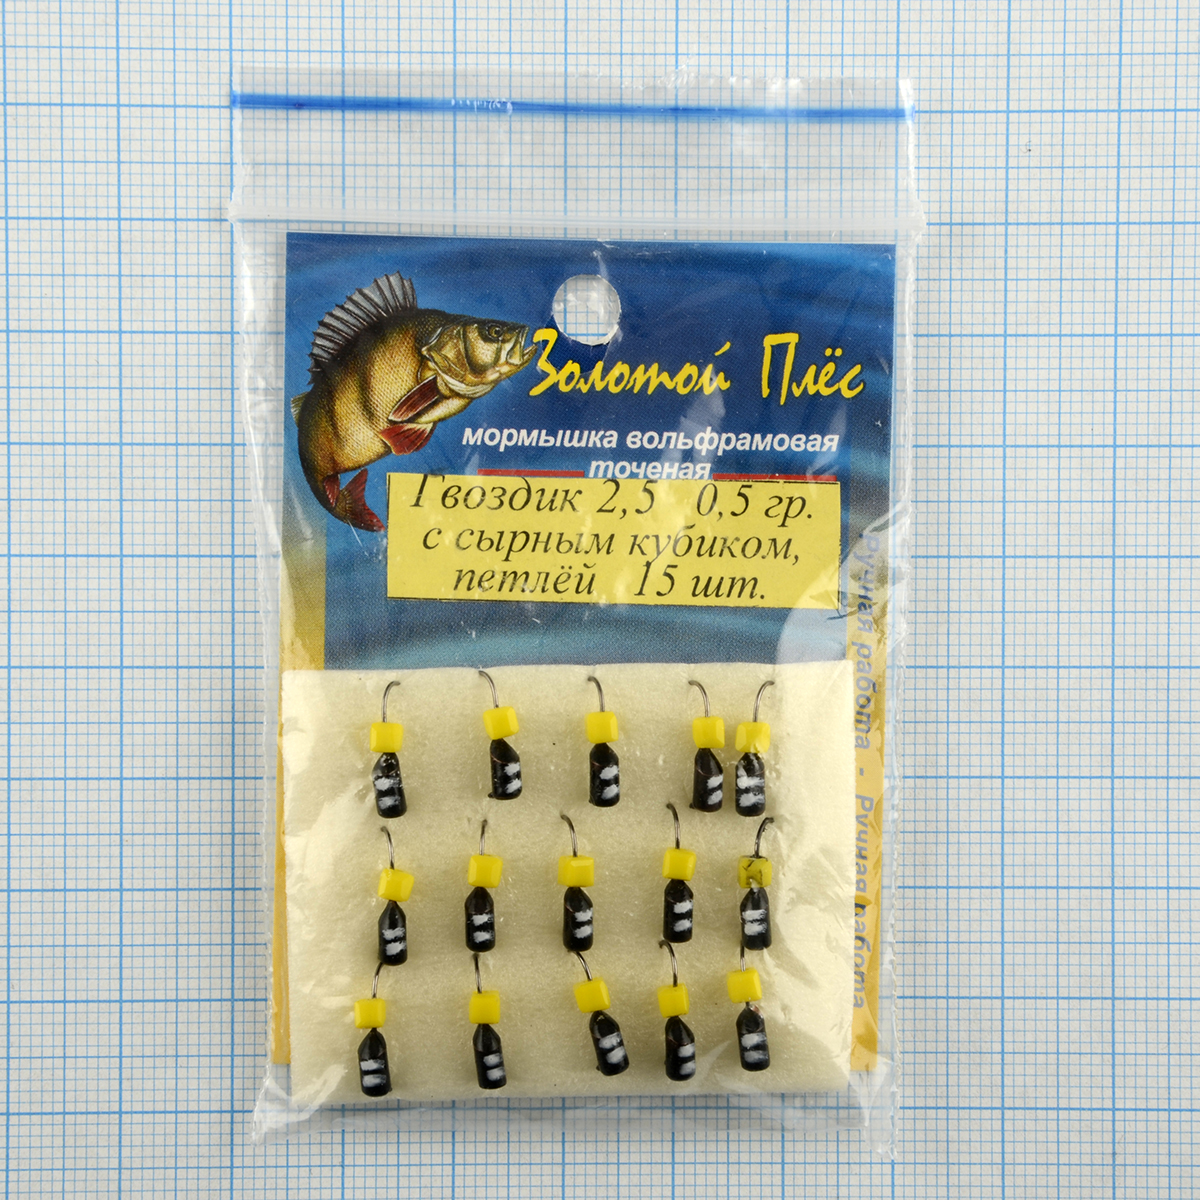 Золотой Плёс
мормышка вольфрамовая
точеная
Гвоздик 2,5 0,5 гр.
с сырным кубиком,
петлёй 15 шт.
Ручная работа - Ручная работа